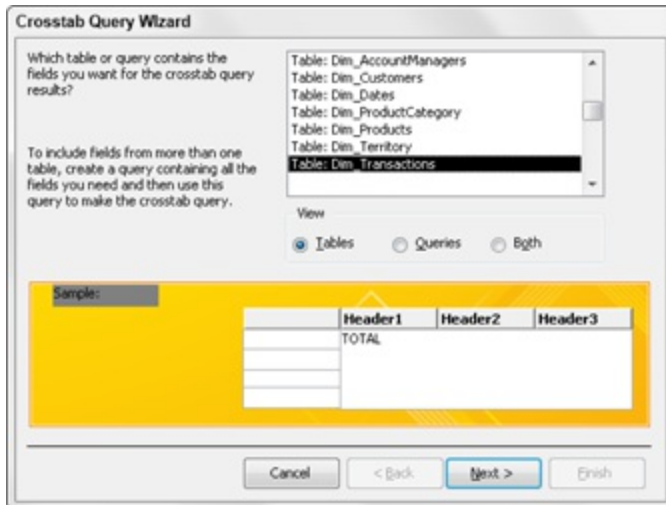 Crosstab Query Wizard
Which table or query contains the
fields you want for the crosstab query
results?
To include fields from more than one
table, create a query containing all the
fields you need and then use this
query to make the crosstab query.
Table: Dim_AccountManagers
Table: Dim_Customers
Table: Dim_Dates
Table: Dim_ProductCategory
Table: Dim_Products
Table: Dim_Territory
Table: Dim_Transactions
View
Tables Queries Both
Sample:
Header1 Header2 Header3
TOTAL
Cancel < Back Next > Finish